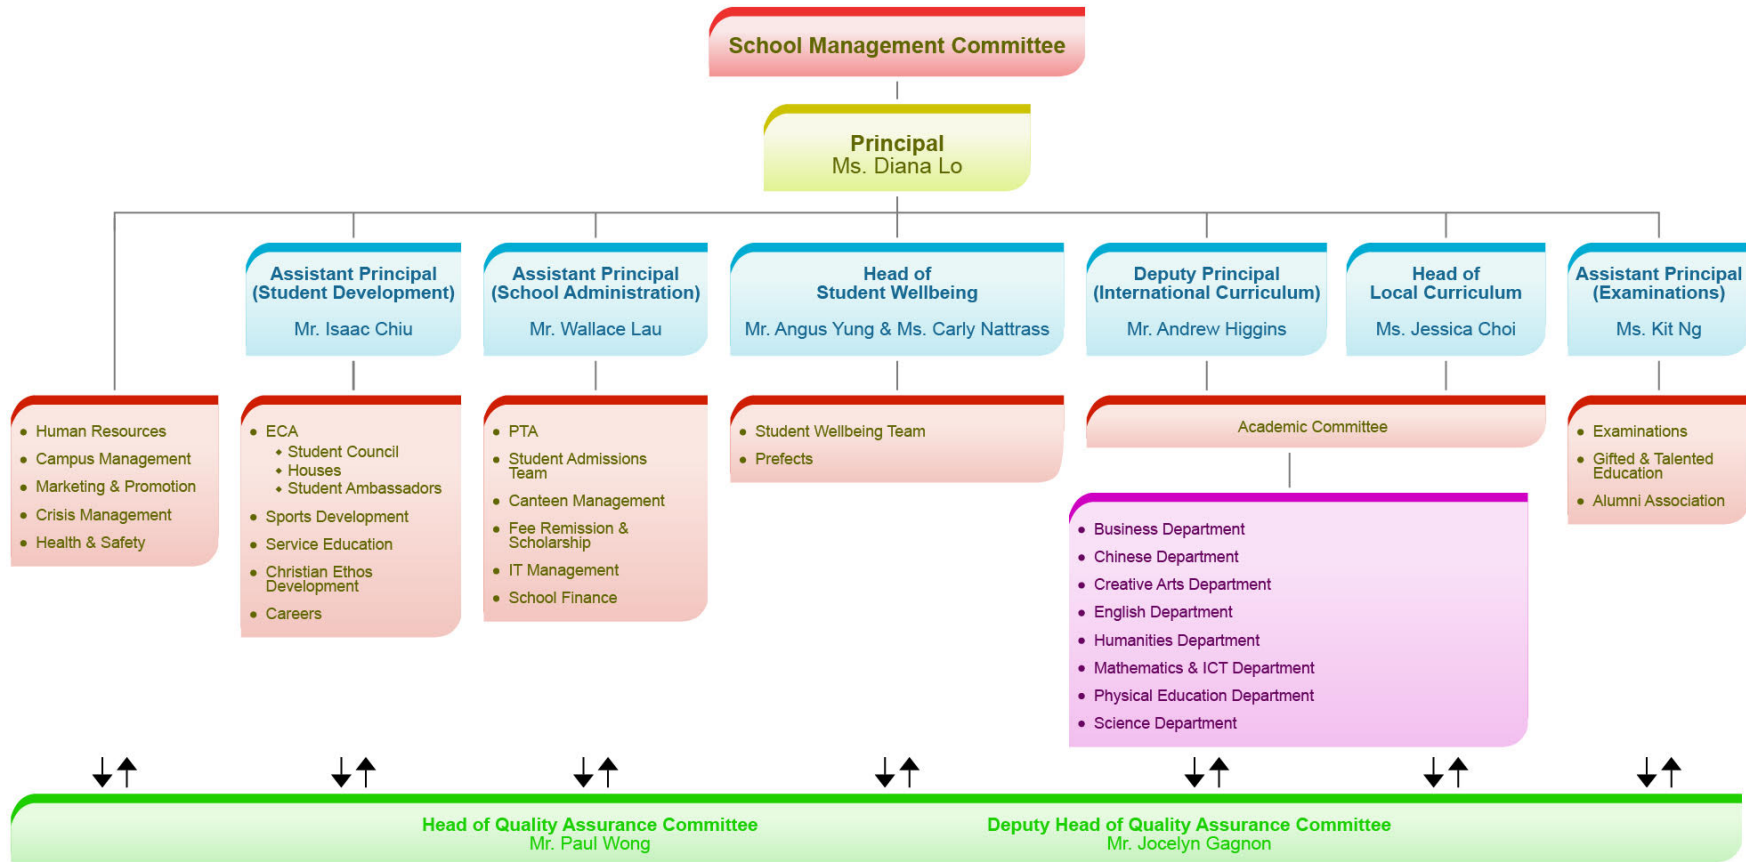 School Management Committee
Principal
Ms. Diana Lo
Assistant Principal
(Student Development)
Mr. Isaac Chiu
Assistant Principal
(School Administration)
Mr. Wallace Lau
Head of
Student Wellbeing
Mr. Angus Yung & Ms. Carly Nattrass
Deputy Principal
(International Curriculum)
Mr. Andrew Higgins
Head of
Local Curriculum
Ms. Jessica Choi
Assistant Principal
(Examinations)
Ms. Kit Ng
Human Resources
Campus Management
Marketing & Promotion
Crisis Management
Health & Safety
ECA
Student Council
Houses
Student Ambassadors
Sports Development
Service Education
Christian Ethos
Development
Careers
PTA
Student Admissions
Team
Canteen Management
Fee Remission &
Scholarship
IT Management
School Finance
Student Wellbeing Team
Prefects
Academic Committee
Business Department
Chinese Department
Creative Arts Department
English Department
Humanities Department
Mathematics & ICT Department
Physical Education Department
Science Department
Examinations
Gifted & Talented
Education
Alumni Association
Head of Quality Assurance Committee
Mr. Paul Wong
Deputy Head of Quality Assurance Committee
Mr. Jocelyn Gagnon